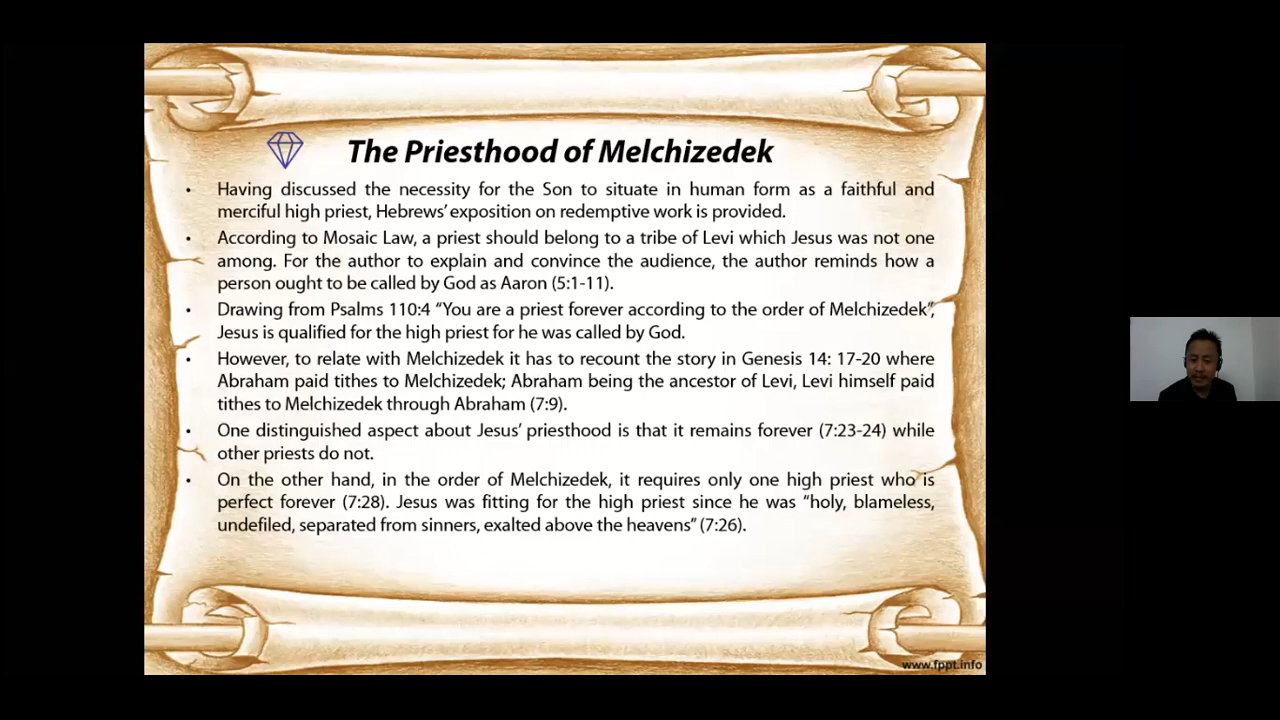 The Priesthood of Melchizedek
• Having discussed the necessity for the Son to situate in human form as a faithful and
merciful high priest, Hebrews’ exposition on redemptive work is provided.
• According to Mosaic Law, a priest should belong to a tribe of Levi which Jesus was not one
among. For the author to explain and convince the audience, the author reminds how a
person ought to be called by God as Aaron (5:1-11).
• Drawing from Psalms 110:4 “You are a priest forever according to the order of Melchizedek”,
Jesus is qualified for the high priest for he was called by God.
• However, to relate with Melchizedek it has to recount the story in Genesis 14: 17-20 where
Abraham paid tithes to Melchizedek; Abraham being the ancestor of Levi, Levi himself paid
tithes to Melchizedek through Abraham (7:9).
• One distinguished aspect about Jesus’ priesthood is that it remains forever (7:23-24) while
other priests do not.
• On the other hand, in the order of Melchizedek, it requires only one high priest who is
perfect forever (7:28). Jesus was fitting for the high priest since he was “holy, blameless,
undefiled, separated from sinners, exalted above the heavens” (7:26).
www.fppt.info